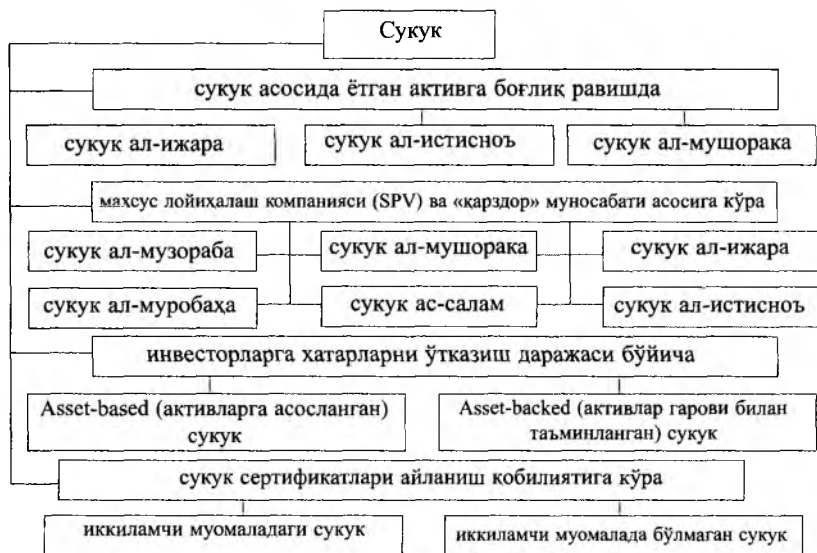 Сукук
сукук асосида ётган активга боғлиқ равишда
сукук ал-ижара
сукук ал-истисноъ
сукук ал-мушорака
махсус лойиҳалаш компанияси (SPV) ва «қарздор» муносабати асосига кўра
сукук ал-музораба
сукук ал-мушорака
сукук ал-ижара
сукук ал-муробаҳа
сукук ас-салам
сукук ал-истисноъ
инвесторларга хатарларни ўтказиш даражаси бўйича
Asset-based (активларга асосланган)
сукук
Asset-backed (активлар гарови билан
таъминланган) сукук
сукук сертификатлари айланиш қобилиятига кўра
иккиламчи муомаладаги сукук
иккиламчи муомалада бўлмаган сукук